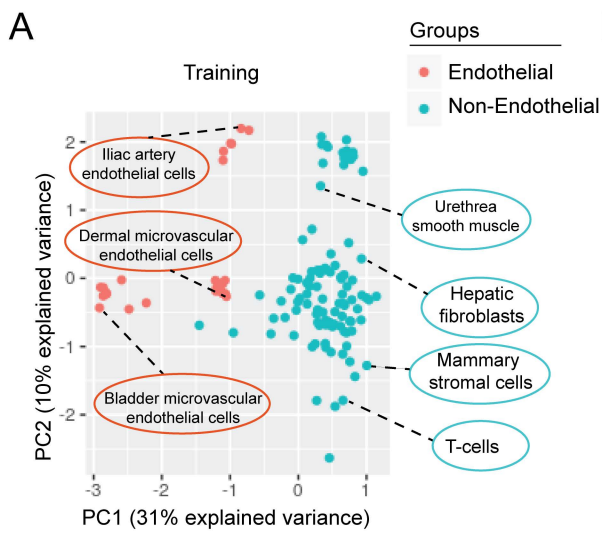 A
Groups
Endothelial
Non-Endothelial
Training
Iliac artery
endothelial cells
Dermal microvascular
endothelial cells
Bladder microvascular
endothelial cells
Urethrea
smooth muscle
Hepatic
fibroblasts
Mammary
stromal cells
T-cells
PC2 (10% explained variance)
2
1
0
-1
-2
-3
-2
-1
0
1
PC1 (31% explained variance)